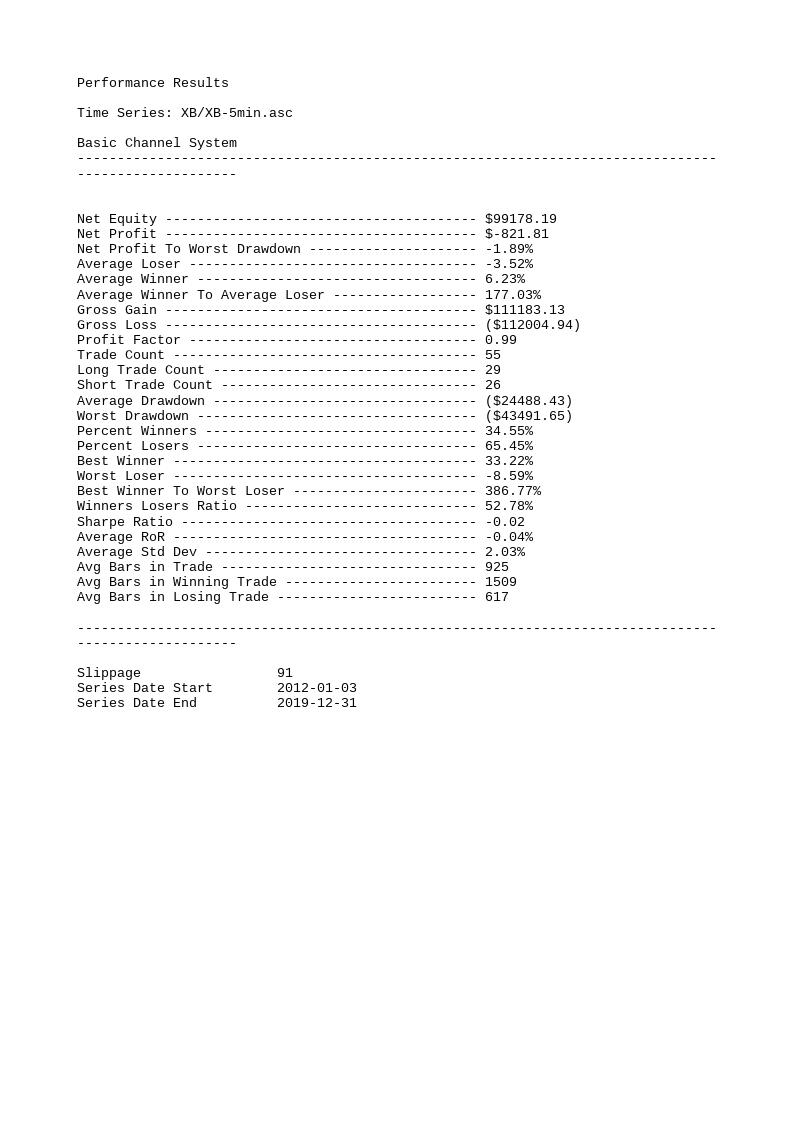 Performance Results
Time Series: XB/XB-5min.asc
Basic Channel System
--------------------------------------------------------------------------------
--------------------
Net Equity --------------------------------------- $99178.19
Net Profit --------------------------------------- $-821.81
Net Profit To Worst Drawdown --------------------- -1.89%
Average Loser ------------------------------------ -3.52%
Average Winner ----------------------------------- 6.23%
Average Winner To Average Loser ------------------ 177.03%
Gross Gain --------------------------------------- $111183.13
Gross Loss --------------------------------------- ($112004.94)
Profit Factor ------------------------------------ 0.99
Trade Count -------------------------------------- 55
Long Trade Count --------------------------------- 29
Short Trade Count -------------------------------- 26
Average Drawdown --------------------------------- ($24488.43)
Worst Drawdown ----------------------------------- ($43491.65)
Percent Winners ---------------------------------- 34.55%
Percent Losers ----------------------------------- 65.45%
Best Winner -------------------------------------- 33.22%
Worst Loser -------------------------------------- -8.59%
Best Winner To Worst Loser ----------------------- 386.77%
Winners Losers Ratio ----------------------------- 52.78%
Sharpe Ratio ------------------------------------- -0.02
Average RoR -------------------------------------- -0.04%
Average Std Dev ---------------------------------- 2.03%
Avg Bars in Trade -------------------------------- 925
Avg Bars in Winning Trade ------------------------ 1509
Avg Bars in Losing Trade ------------------------- 617
--------------------------------------------------------------------------------
--------------------
Slippage                 91
Series Date Start        2012-01-03
Series Date End          2019-12-31